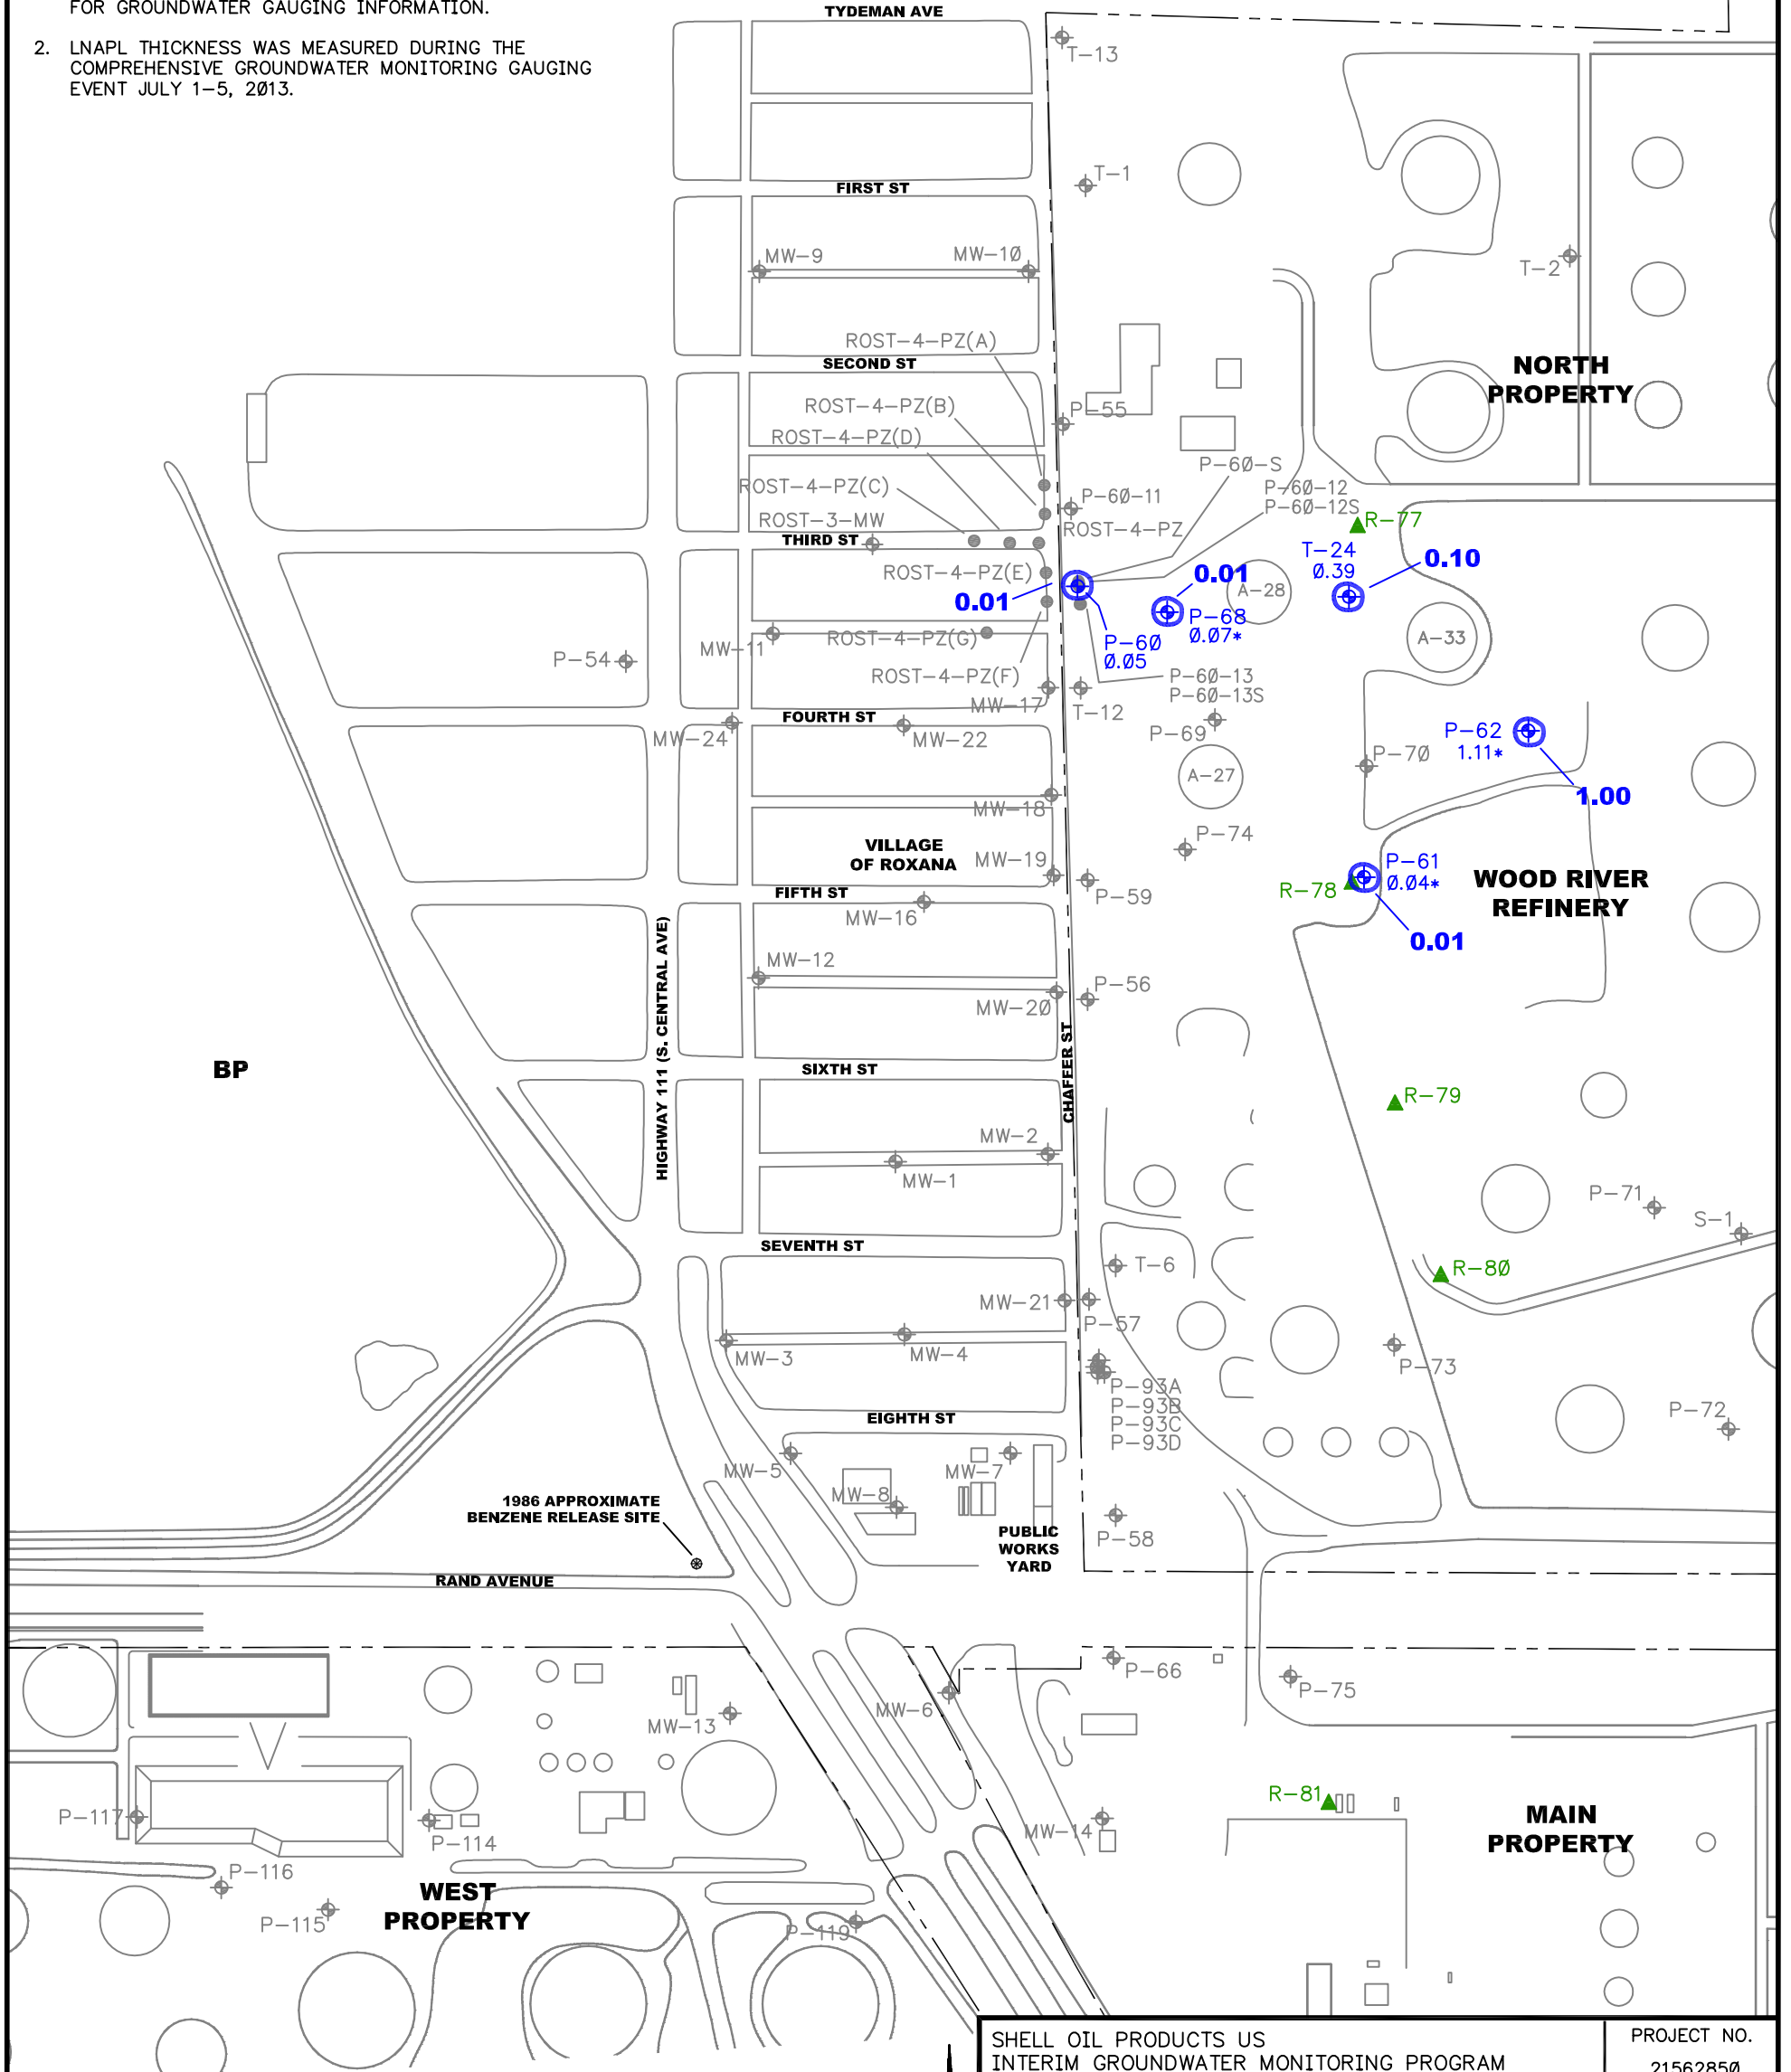 FOR GROUNDWATER GAUGING INFORMATION.
2. LNAPL THICKNESS WAS MEASURED DURING THE
COMPREHENSIVE GROUNDWATER MONITORING GAUGING
EVENT JULY 1-5, 2013.
TYDEMAN AVE
T-13
T-1
FIRST ST
MW-9
MW-10
T-2
ROST-4-PZ(A)
SECOND ST
NORTH
PROPERTY
ROST-4-PZ(B)
P-55
ROST-4-PZ(D)
P-60-S
ROST-4-PZ(C)
P-60-11
P-60-12
P-60-12S
ROST-3-MW
ROST-4-PZ
R-77
THIRD ST
T-24
0.39
0.10
ROST-4-PZ(E)
0.01
0.01
A-28
P-68
0.07*
P-60
0.05
A-33
MW-11
ROST-4-PZ(G)
P-54
ROST-4-PZ(F)
P-60-13
P-60-13S
MW-17
T-12
FOURTH ST
MW-24
MW-22
P-69
P-62
1.11*
P-70
A-27
1.00
MW-18
P-74
VILLAGE
OF ROXANA
MW-19
P-61
0.04*
R-78
WOOD RIVER
REFINERY
FIFTH ST
P-59
MW-16
0.01
HIGHWAY 111 (S. CENTRAL AVE)
MW-12
P-56
MW-20
CHAFFER ST
BP
SIXTH ST
R-79
MW-2
MW-1
P-71
S-1
SEVENTH ST
T-6
R-80
MW-21
P-57
MW-3
MW-4
P-73
P-93A
P-93B
P-93C
P-93D
EIGHTH ST
P-72
MW-5
MW-7
MW-8
1986 APPROXIMATE
BENZENE RELEASE SITE
PUBLIC
WORKS
YARD
P-58
RAND AVENUE
P-66
P-75
MW-6
MW-13
R-81
MAIN
PROPERTY
P-117
P-114
MW-14
P-116
WEST
PROPERTY
P-115
P-119
SHELL OIL PRODUCTS US
INTERIM GROUNDWATER MONITORING PROGRAM
PROJECT NO.
21562850